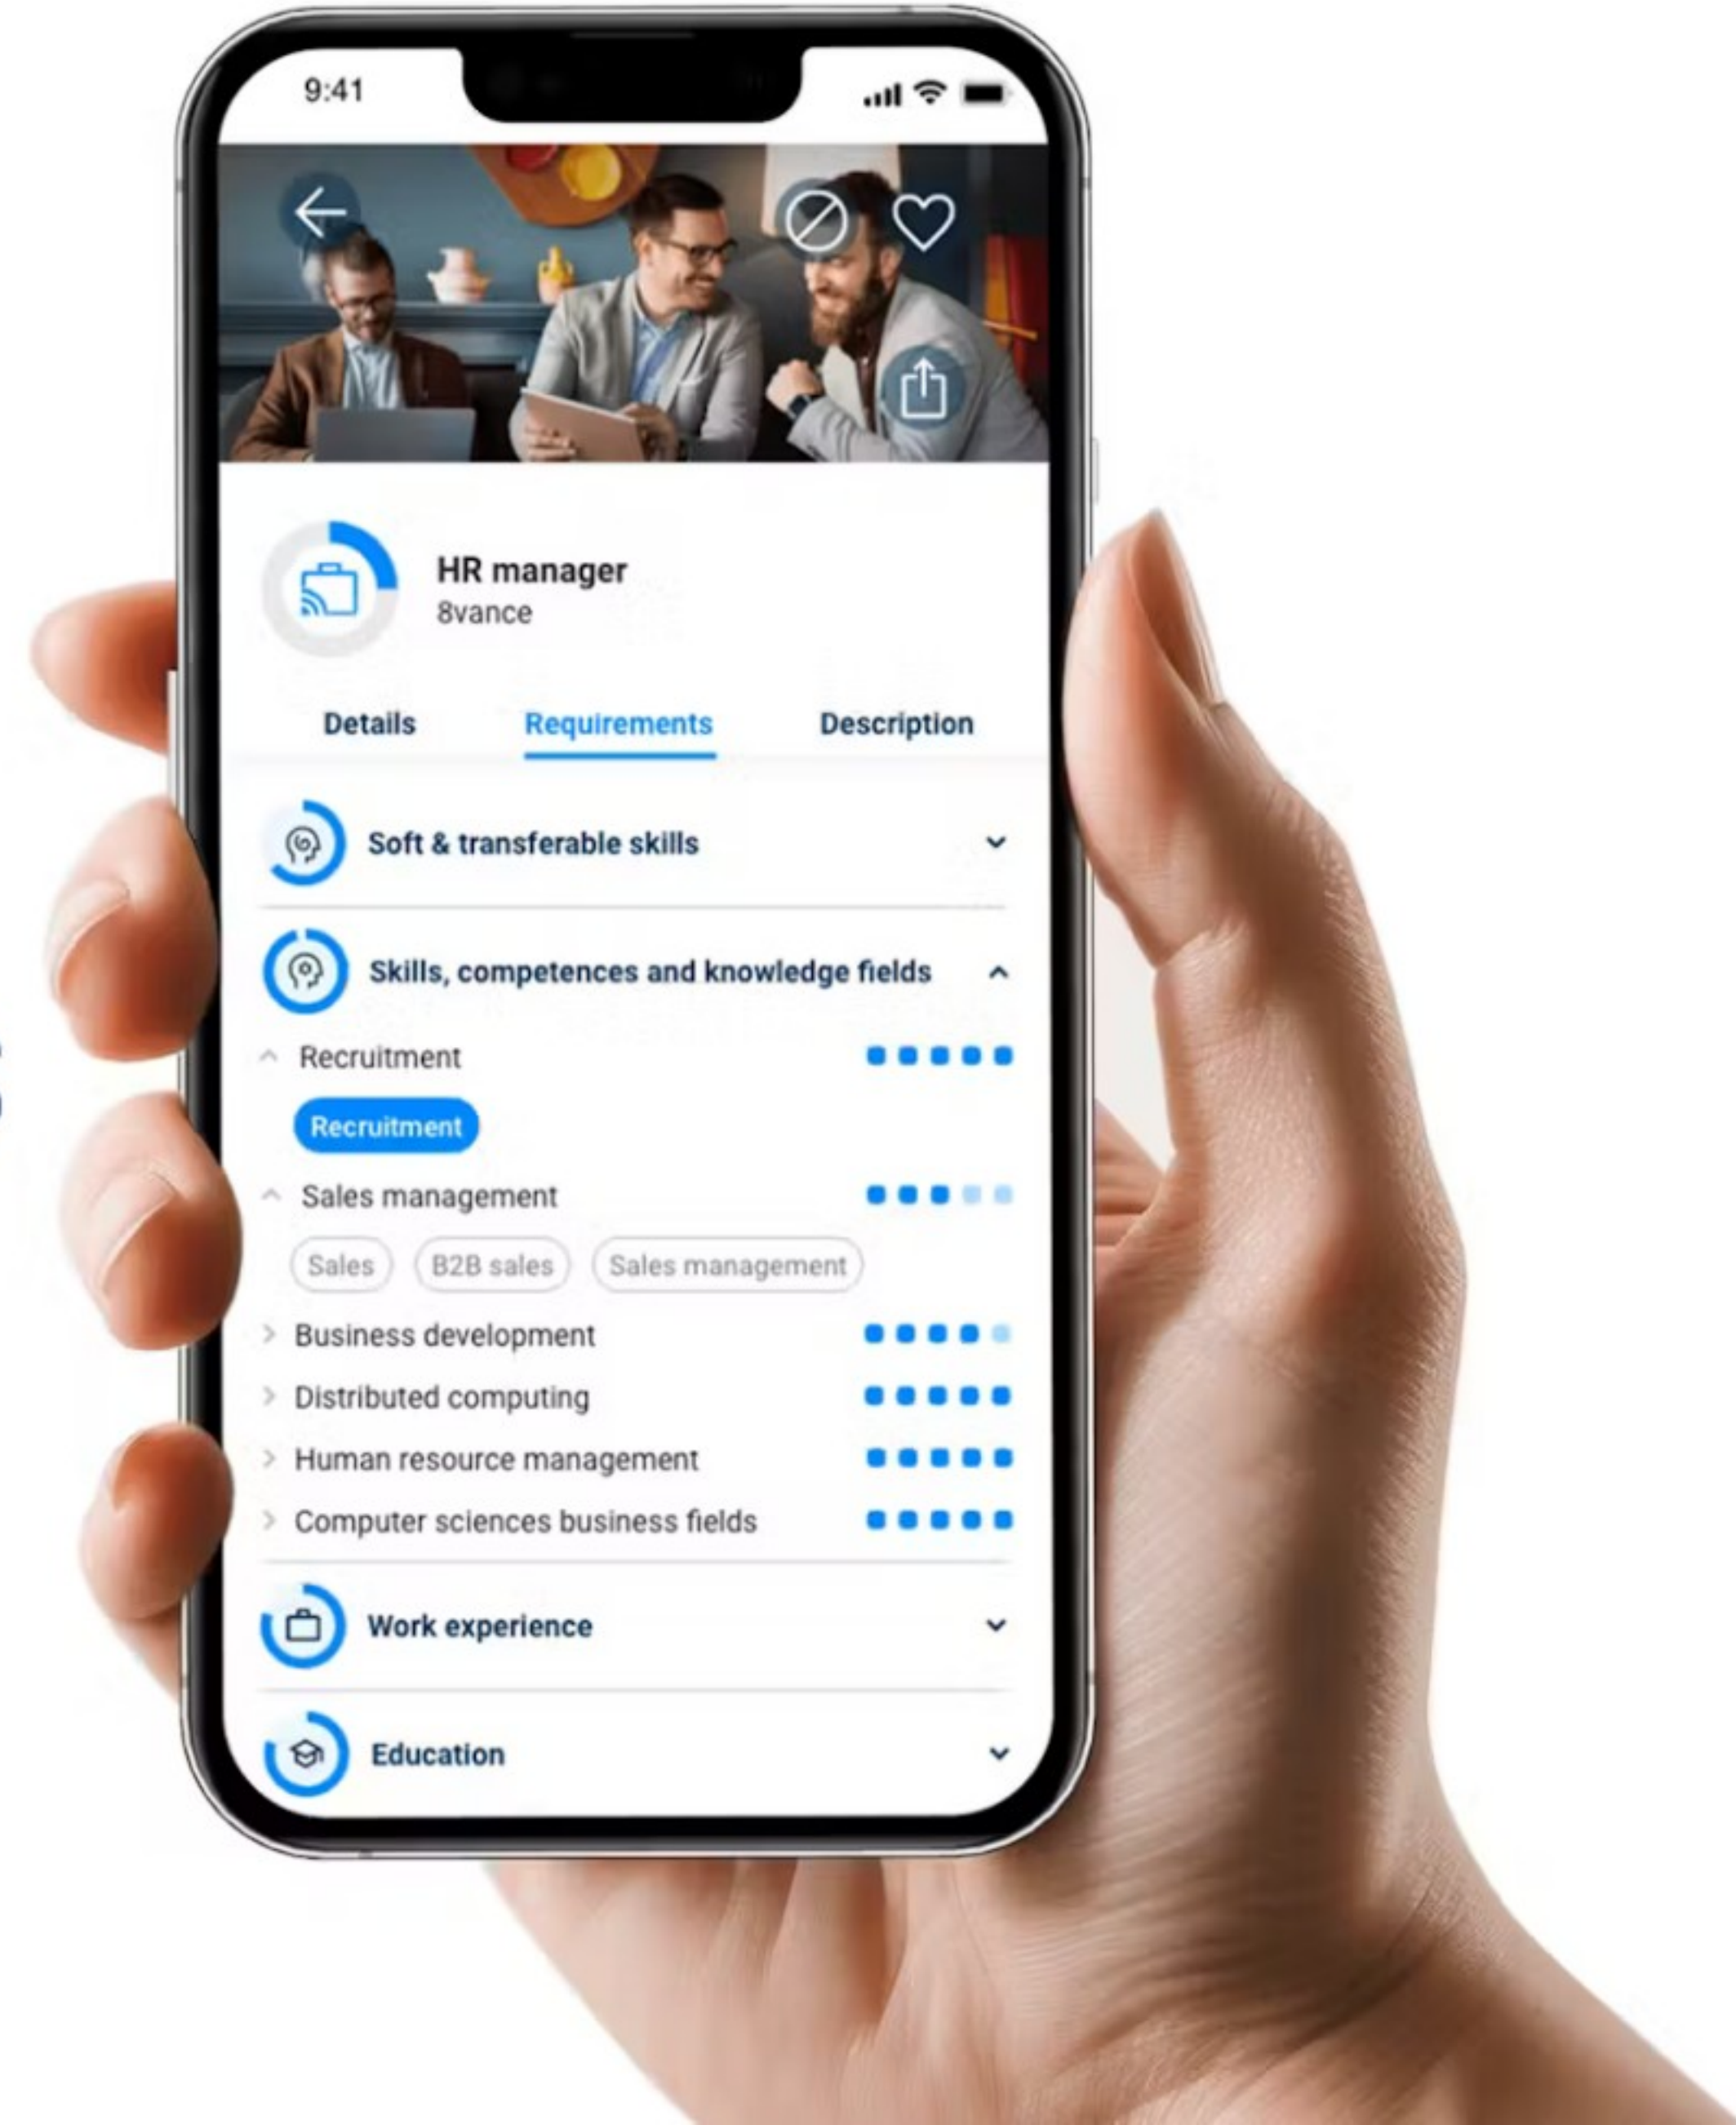 9:41
HR manager
8vance
Details Requirements Description
Soft & transferable skills
Skills, competences and knowledge fields
Recruitment
Recruitment
Sales management
Sales B2B sales Sales management
Business development
Distributed computing
Human resource management
Computer sciences business fields
Work experience
Education